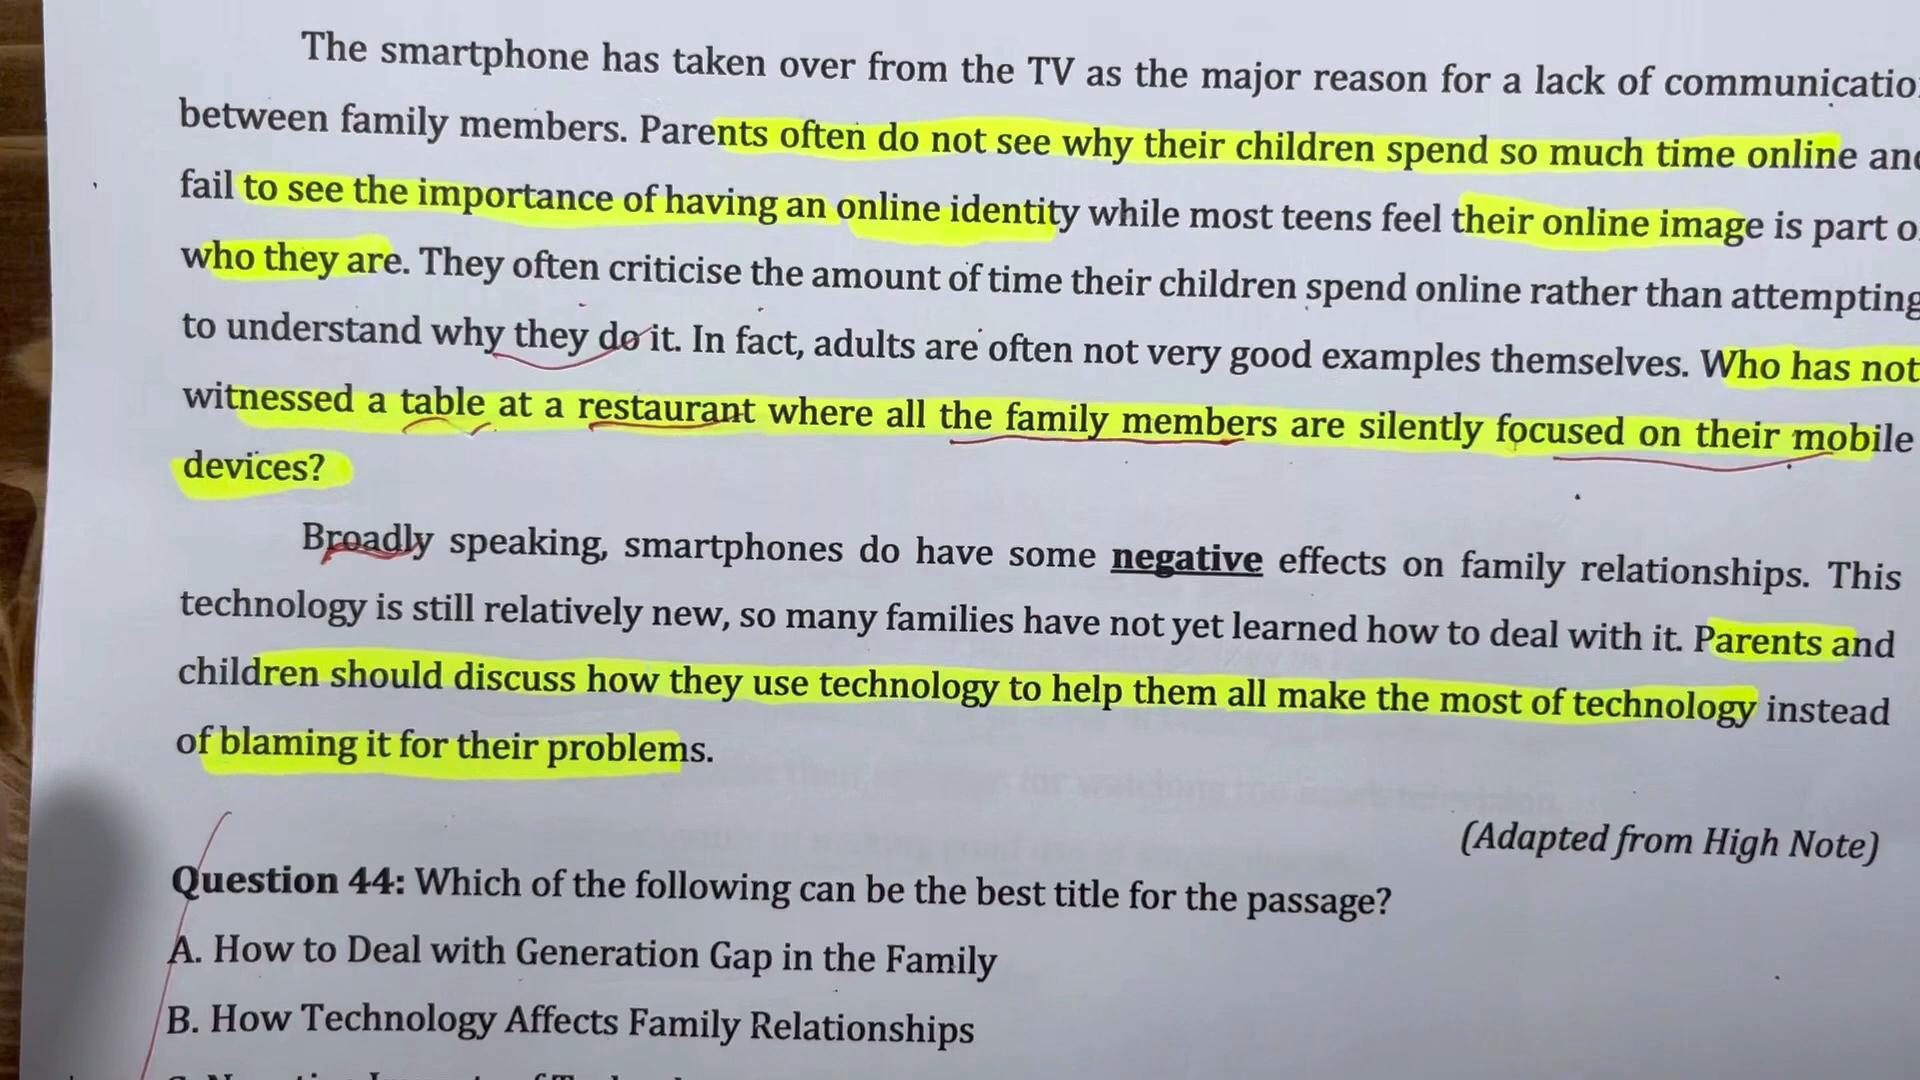 The smartphone has taken over from the TV as the major reason for a lack of communicatio
between family members. Parents often do not see why their children spend so much time online and
fail to see the importance of having an online identity while most teens feel their online image is part o
who they are. They often criticise the amount of time their children spend online rather than attempting
to understand why they do it. In fact, adults are often not very good examples themselves. Who has not
witnessed a table at a restaurant where all the family members are silently focused on their mobile
devices?
Broadly speaking, smartphones do have some negative effects on family relationships. This
technology is still relatively new, so many families have not yet learned how to deal with it. Parents and
children should discuss how they use technology to help them all make the most of technology instead
of blaming it for their problems.
(Adapted from High Note)
Question 44: Which of the following can be the best title for the passage?
A. How to Deal with Generation Gap in the Family
B. How Technology Affects Family Relationships